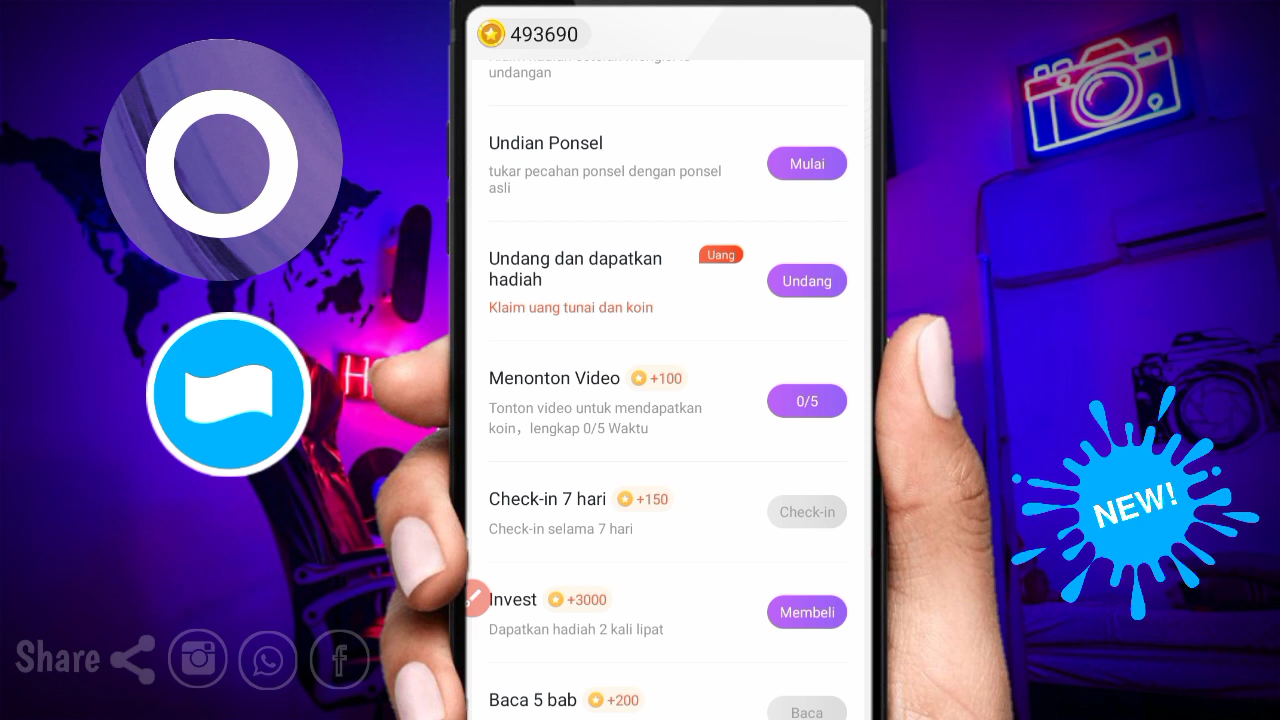 493690
undangan
Undian Ponsel
tukar pecahan ponsel dengan ponsel
asli
Mulai
Undang dan dapatkan
hadiah
Uang
Klaim uang tunai dan koin
Undang
Menonton Video +100
Tonton video untuk mendapatkan
koin，lengkap 0/5 Waktu
0/5
Check-in 7 hari +150
Check-in selama 7 hari
Check-in
Invest +3000
Dapatkan hadiah 2 kali lipat
Membeli
Baca 5 bab +200
Baca
H
NEW!
Share